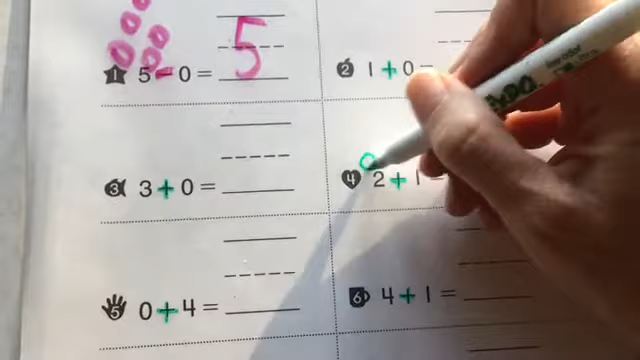 1 5 - 0 = 5
2 1 + 0 =
3 3 + 0 =
4 2 + 1 =
5 0 + 4 =
6 4 + 1 =